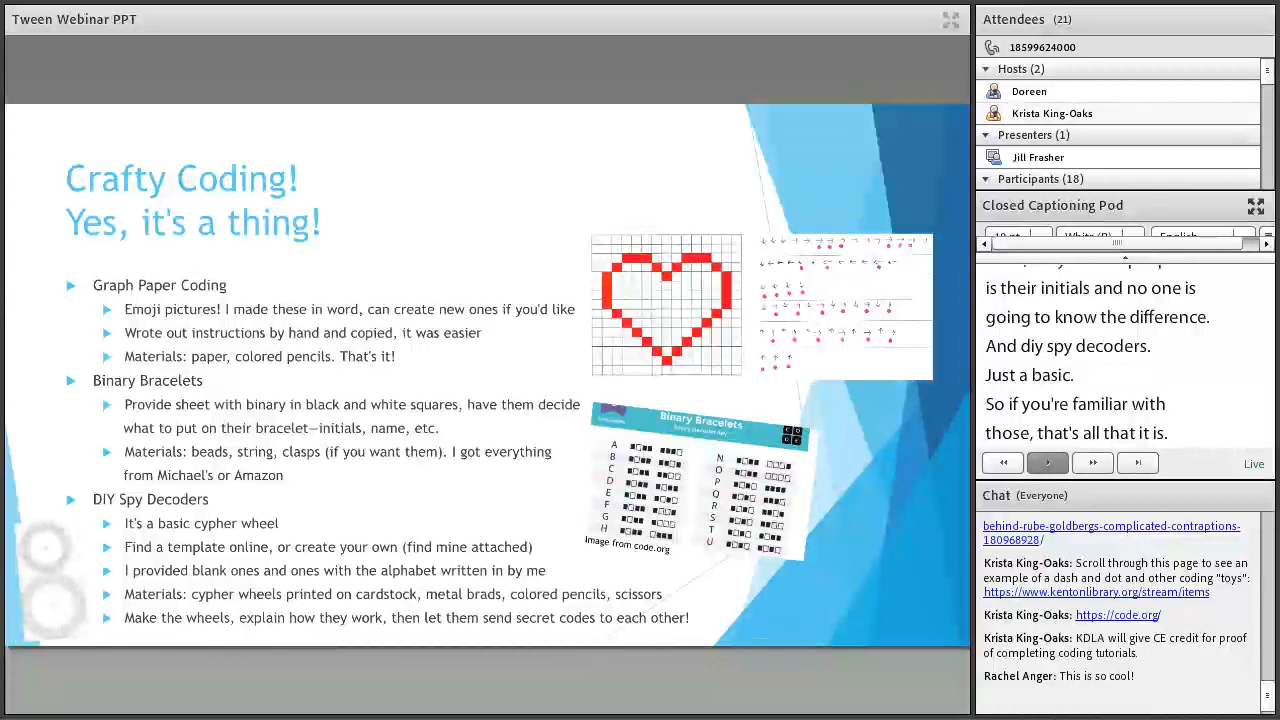 Tween Webinar PPT
Crafty Coding!
Yes, it's a thing!
Graph Paper Coding
Emoji pictures! I made these in word, can create new ones if you'd like
Wrote out instructions by hand and copied, it was easier
Materials: paper, colored pencils. That's it!
Binary Bracelets
Provide sheet with binary in black and white squares, have them decide
what to put on their bracelet—initials, name, etc.
Materials: beads, string, clasps (if you want them). I got everything
from Michael's or Amazon
DIY Spy Decoders
It's a basic cypher wheel
Find a template online, or create your own (find mine attached)
I provided blank ones and ones with the alphabet written in by me
Materials: cypher wheels printed on cardstock, metal brads, colored pencils, scissors
Make the wheels, explain how they work, then let them send secret codes to each other!
Binary Bracelets
A
B
C
D
E
F
G
H
N
O
P
Q
R
S
T
U
Image from code.org
Attendees (21)
18599624000
Hosts (2)
Doreen
Krista King-Oaks
Presenters (1)
Jill Frasher
Participants (18)
Closed Captioning Pod
is their initials and no one is
going to know the difference.
And diy spy decoders.
Just a basic.
So if you're familiar with
those, that's all that it is.
Live
Chat (Everyone)
behind-rube-goldbergs-complicated-contraptions-
180968928/
Krista King-Oaks: Scroll through this page to see an
example of a dash and dot and other coding "toys":
https://www.kentonlibrary.org/stream/items
Krista King-Oaks: https://code.org/
Krista King-Oaks: KDLA will give CE credit for proof
of completing coding tutorials.
Rachel Anger: This is so cool!